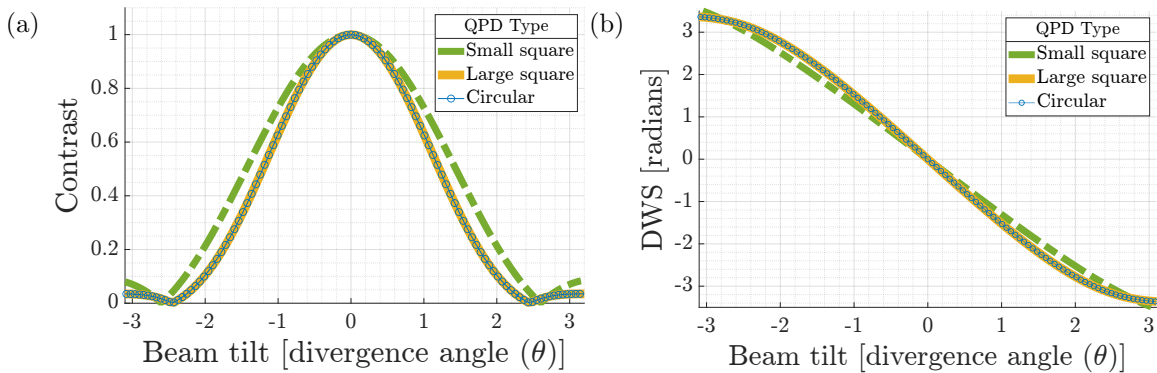 (a)
Contrast
1
0.8
0.6
0.4
0.2
0
-3 -2 -1 0 1 2 3
Beam tilt [divergence angle (θ)]
QPD Type
Small square
Large square
Circular
(b)
DWS [radians]
3
2
1
0
-1
-2
-3
-3 -2 -1 0 1 2 3
Beam tilt [divergence angle (θ)]
QPD Type
Small square
Large square
Circular